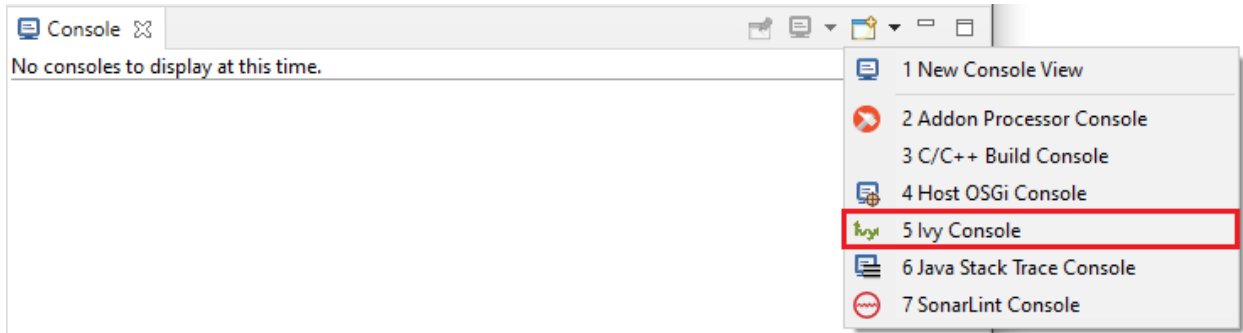 Console
No consoles to display at this time.
1 New Console View
2 Addon Processor Console
3 C/C++ Build Console
4 Host OSGi Console
5 Ivy Console
6 Java Stack Trace Console
7 SonarLint Console